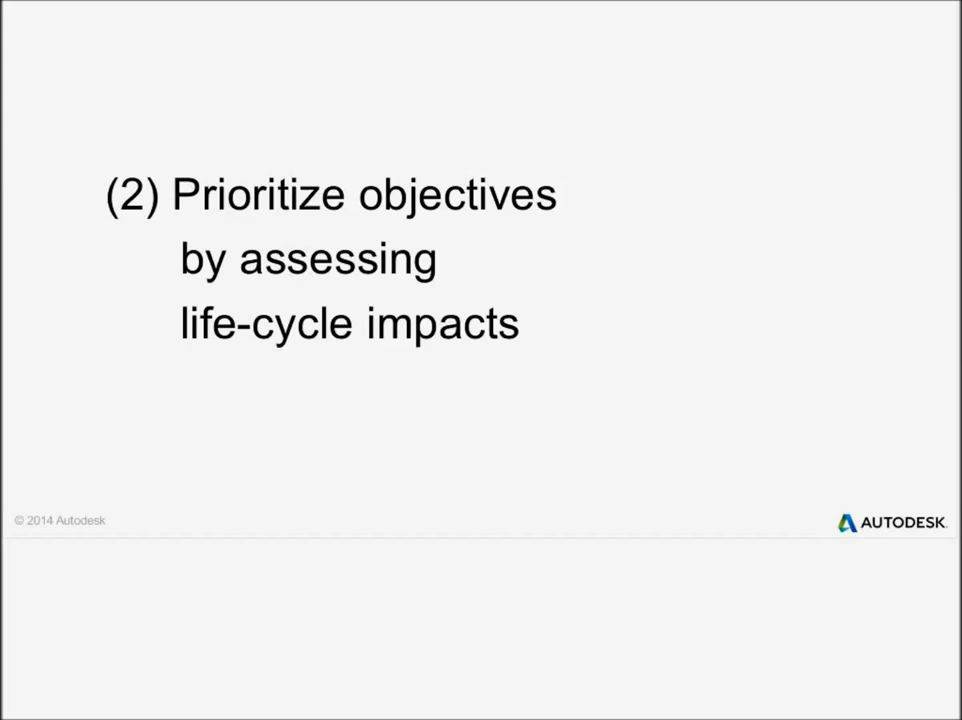 (2) Prioritize objectives
by assessing
life-cycle impacts
© 2014 Autodesk
AUTODESK.